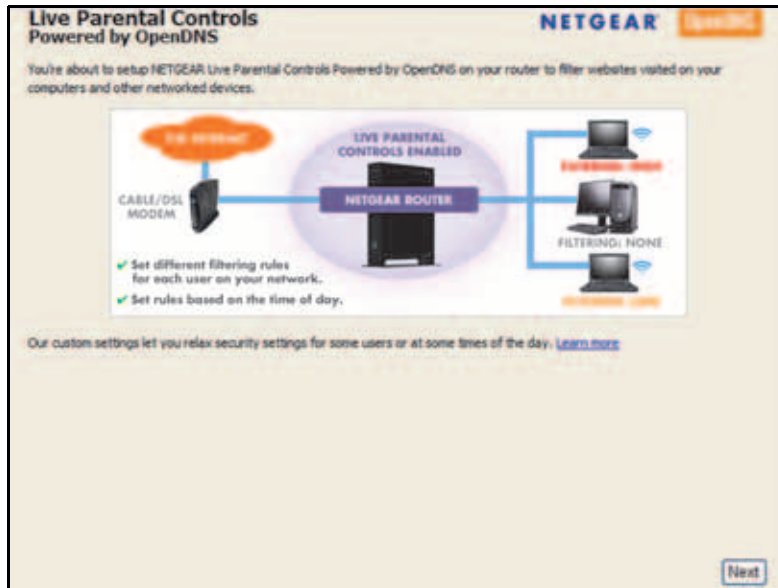 Live Parental Controls
Powered by OpenDNS
NETGEAR
OpenDNS
You're about to setup NETGEAR Live Parental Controls Powered by OpenDNS on your router to filter websites visited on your
computers and other networked devices.
THE INTERNET
LIVE PARENTAL
CONTROLS ENABLED
CABLE/DSL
MODEM
NETGEAR ROUTER
FILTERING: NONE
✓ Set different filtering rules
for each user on your network.
✓ Set rules based on the time of day.
Our custom settings let you relax security settings for some users or at some times of the day. Learn more
Next